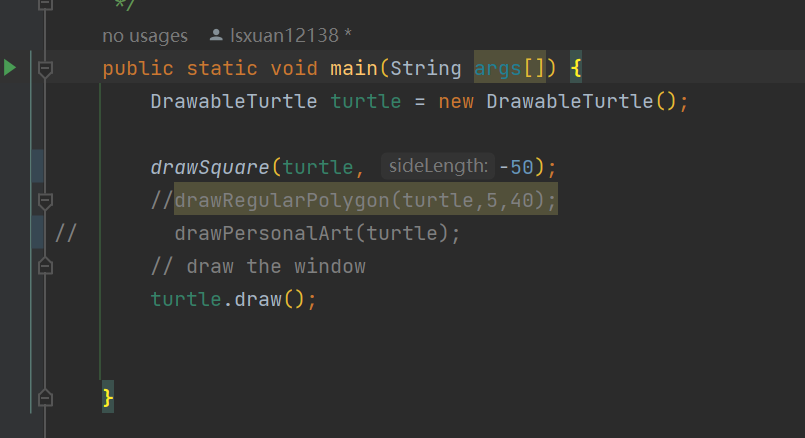 */
no usages lsxuan12138 *
public static void main(String args[]) {
DrawableTurtle turtle = new DrawableTurtle();
drawSquare(turtle, sideLength: -50);
//drawRegularPolygon(turtle,5,40);
// drawPersonalArt(turtle);
// draw the window
turtle.draw();
}